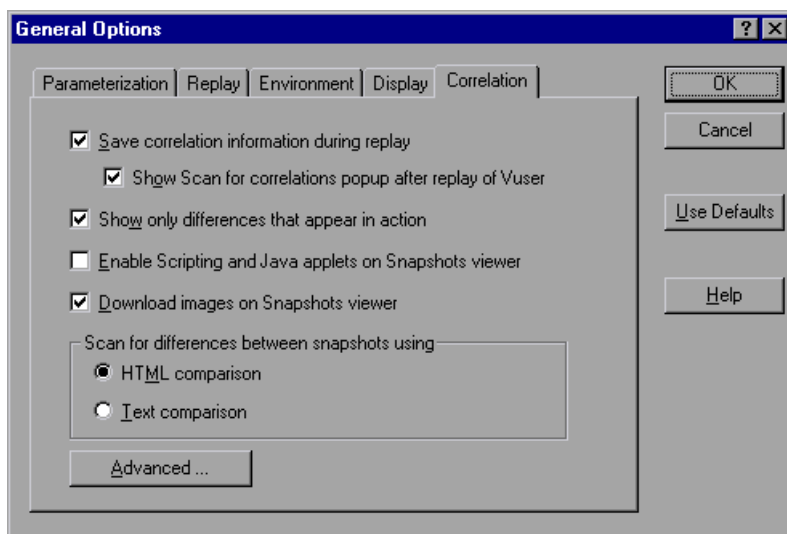 General Options
Parameterization Replay Environment Display Correlation
OK
Cancel
Use Defaults
Help
Save correlation information during replay
Show Scan for correlations popup after replay of Vuser
Show only differences that appear in action
Enable Scripting and Java applets on Snapshots viewer
Download images on Snapshots viewer
Scan for differences between snapshots using
HTML comparison
Text comparison
Advanced ...